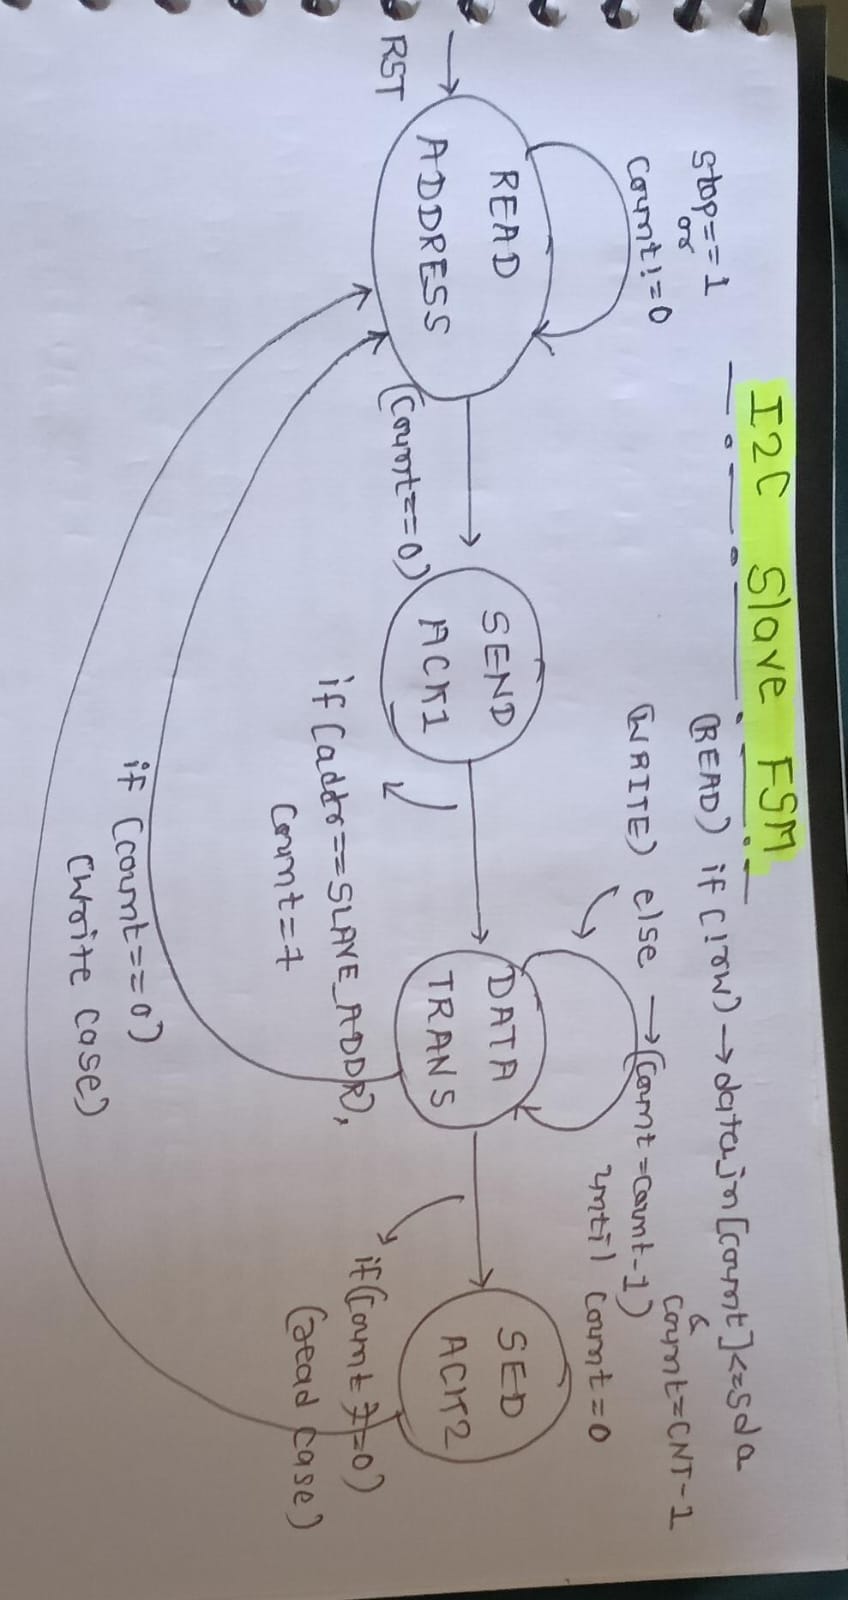 I2C Slave FSM
stop==1
or
count!=0
(READ) if (!rw) → data_in[count]<=sda
&
count=CNT-1
(WRITE) else → (count=count-1)
until count=0
READ
ADDRESS
SEND
ACK1
DATA
TRANS
SED
ACK2
RST
(count==0)
if (addr==SLAVE_ADDR),
count=7
if (count==0)
(read case)
if (count==0)
(write case)